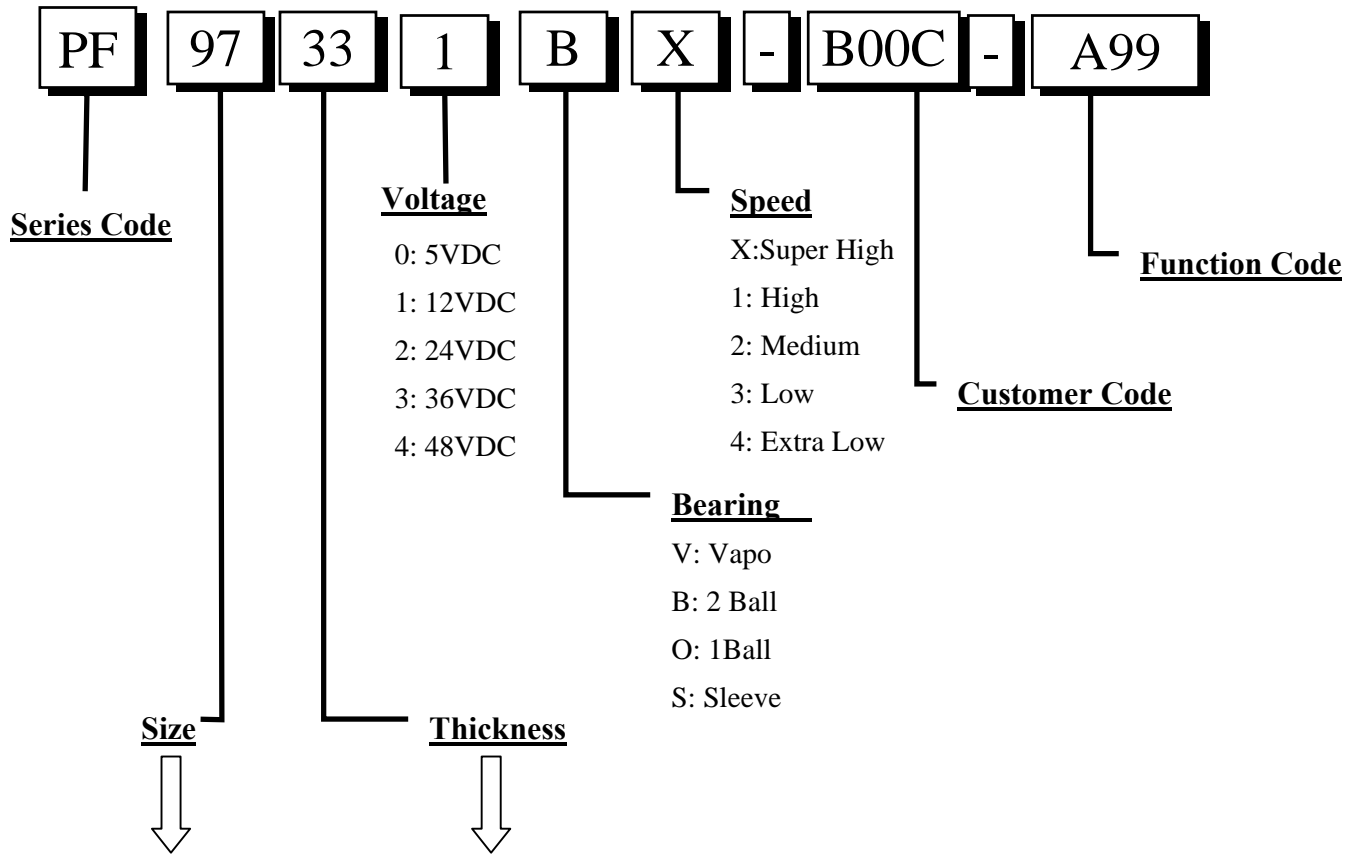 PF 97 33 1 B X - B00C - A99
Series Code
Voltage
0: 5VDC
1: 12VDC
2: 24VDC
3: 36VDC
4: 48VDC
Speed
X:Super High
1: High
2: Medium
3: Low
4: Extra Low
Function Code
Customer Code
Bearing
V: Vapo
B: 2 Ball
O: 1Ball
S: Sleeve
Size
Thickness